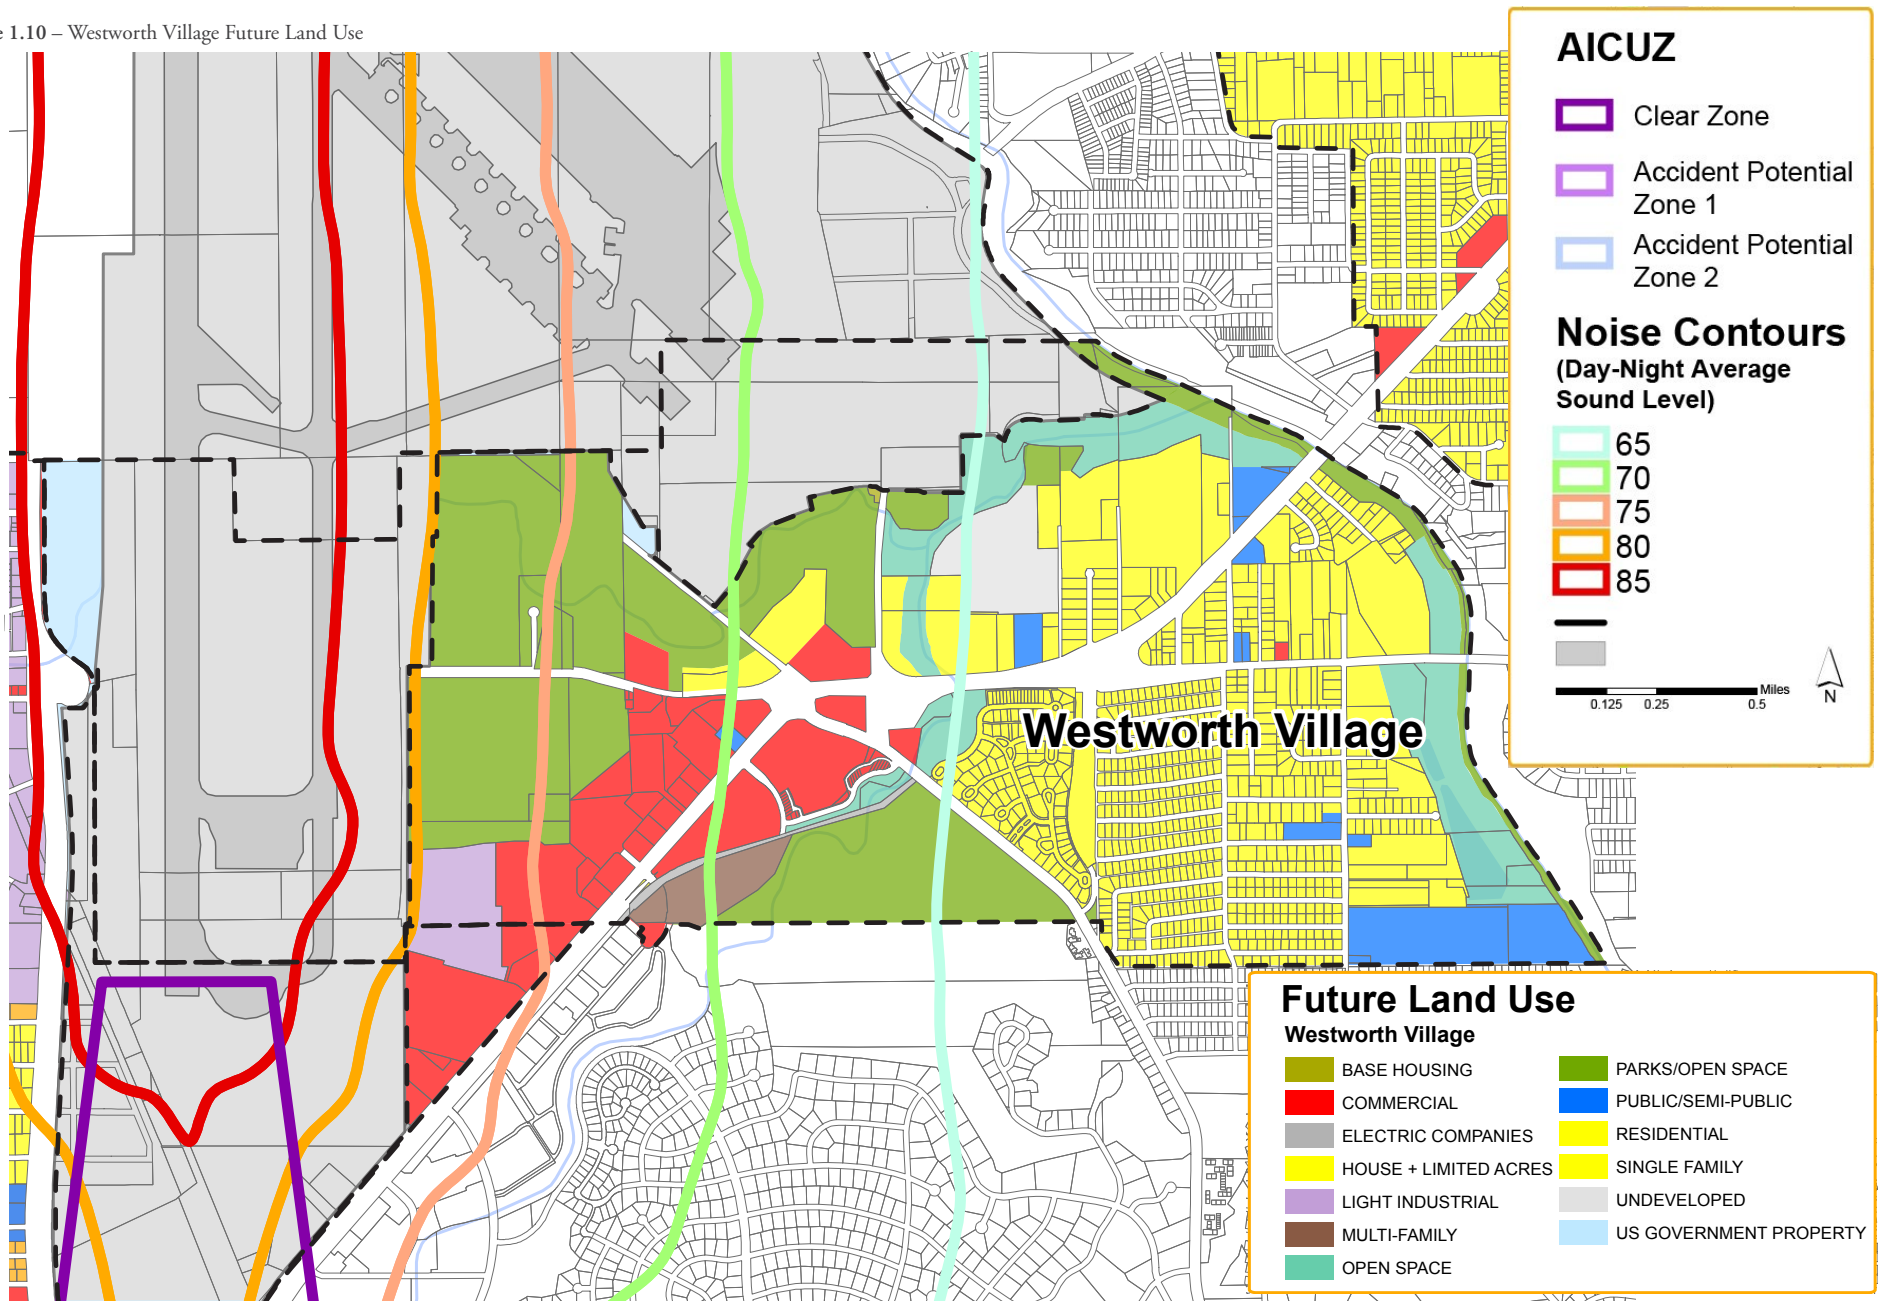 e 1.10 – Westworth Village Future Land Use
AICUZ
Clear Zone
Accident Potential
Zone 1
Accident Potential
Zone 2
Noise Contours
(Day-Night Average
Sound Level)
65
70
75
80
85
Miles
0.125
0.25
0.5
N
Westworth Village
Future Land Use
Westworth Village
BASE HOUSING
COMMERCIAL
ELECTRIC COMPANIES
HOUSE + LIMITED ACRES
LIGHT INDUSTRIAL
MULTI-FAMILY
OPEN SPACE
PARKS/OPEN SPACE
PUBLIC/SEMI-PUBLIC
RESIDENTIAL
SINGLE FAMILY
UNDEVELOPED
US GOVERNMENT PROPERTY